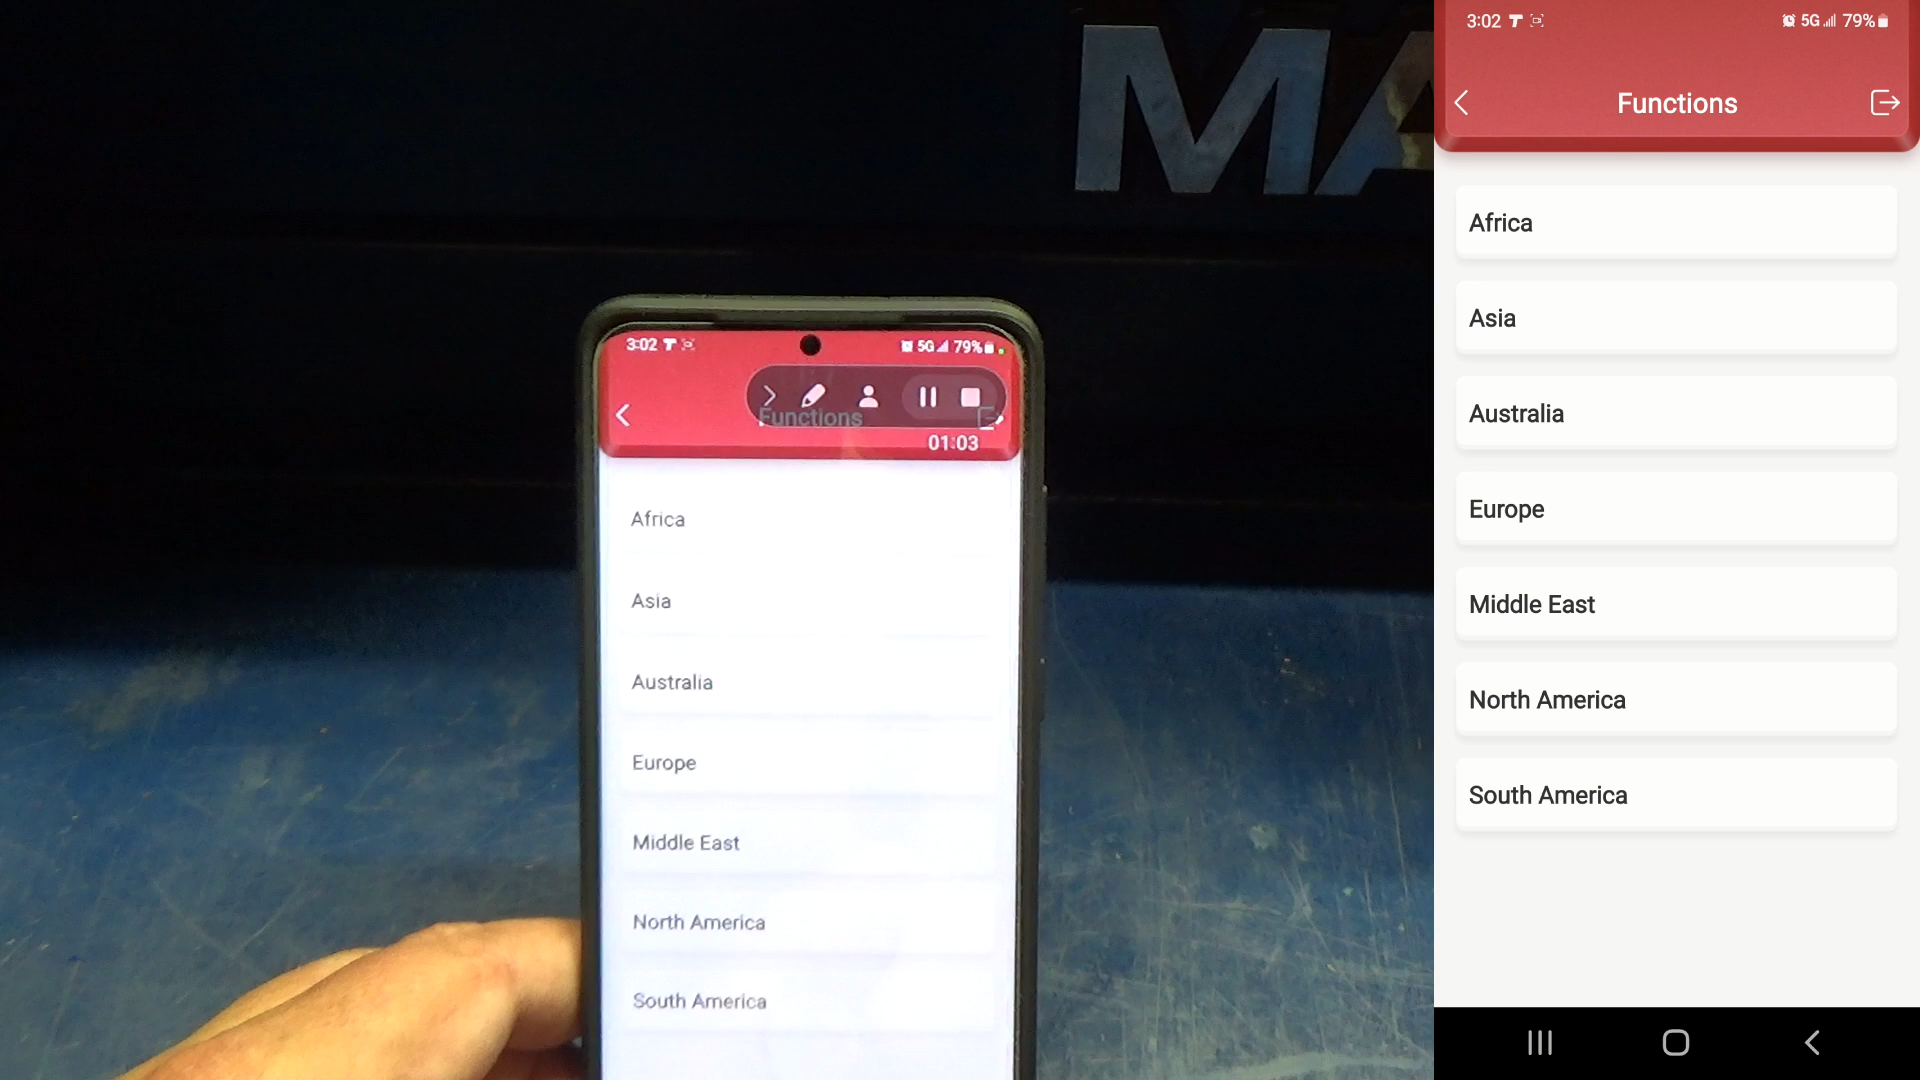 MA
3:02 5G 79%
Functions
01:03
Africa
Asia
Australia
Europe
Middle East
North America
South America
3:02 5G 79%
Functions
Africa
Asia
Australia
Europe
Middle East
North America
South America